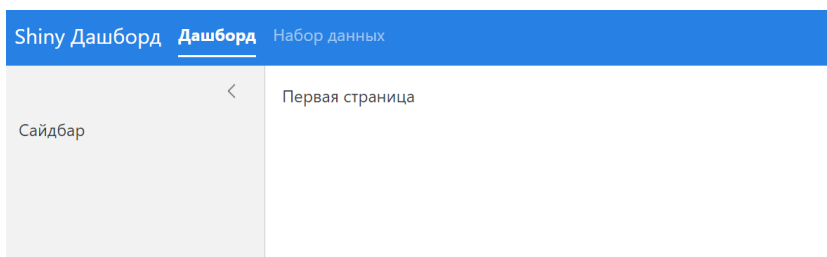 Shiny Дашборд Дашборд Набор данных
Сайдбар
Первая страница